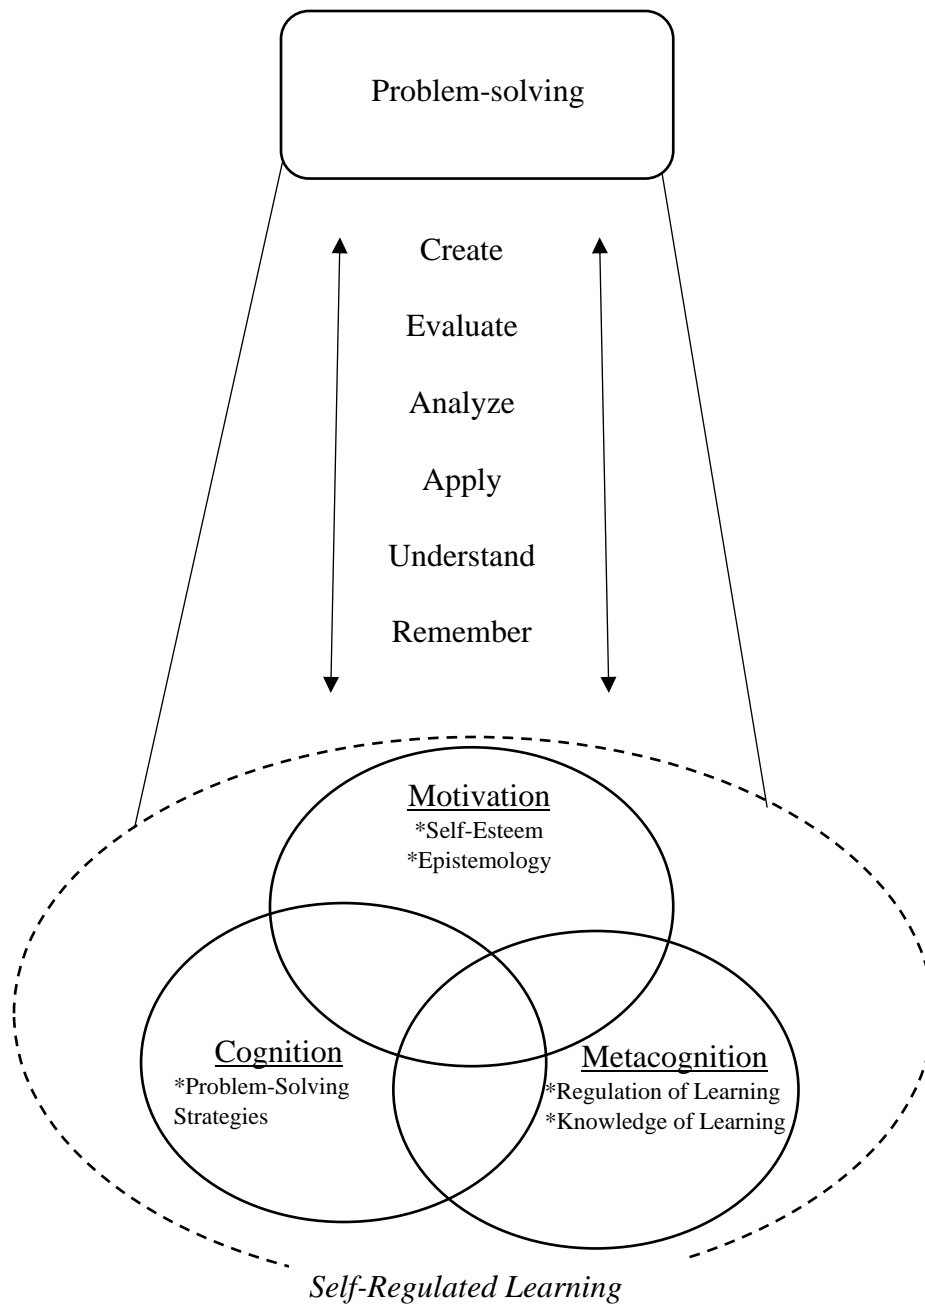 Problem-solving
Create
Evaluate
Analyze
Apply
Understand
Remember
Motivation
*Self-Esteem
*Epistemology
Cognition
*Problem-Solving
Strategies
Metacognition
*Regulation of Learning
*Knowledge of Learning
Self-Regulated Learning